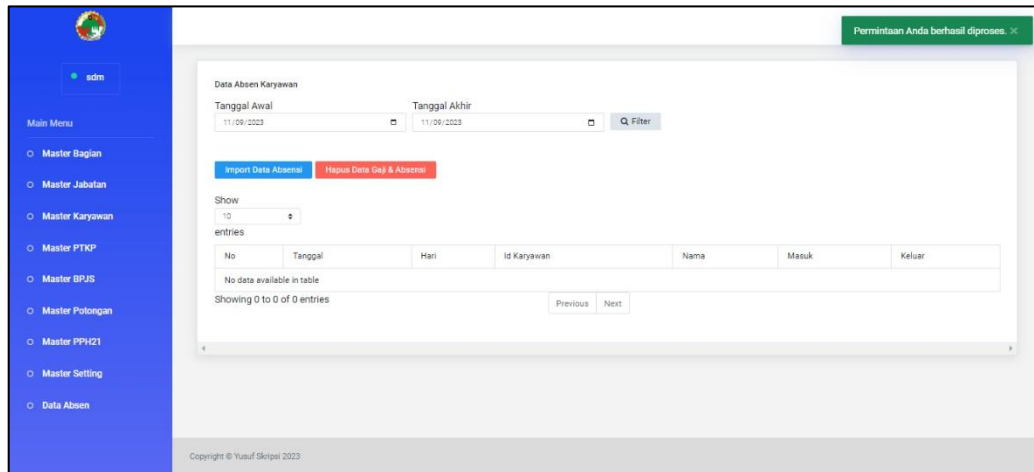 Permintaan Anda berhasil diproses. ×
sdm
Main Menu
Master Bagian
Master Jabatan
Master Karyawan
Master PTKP
Master BPJS
Master Potongan
Master PPH21
Master Setting
Data Absen
Data Absen Karyawan
Tanggal Awal Tanggal Akhir
11/09/2023 11/09/2023 Filter
Import Data Absensi Hapus Data Gaji & Absensi
Show
10
entries
No Tanggal Hari Id Karyawan Nama Masuk Keluar
No data available in table
Showing 0 to 0 of 0 entries Previous Next
Copyright © Yusuf Skripsi 2023